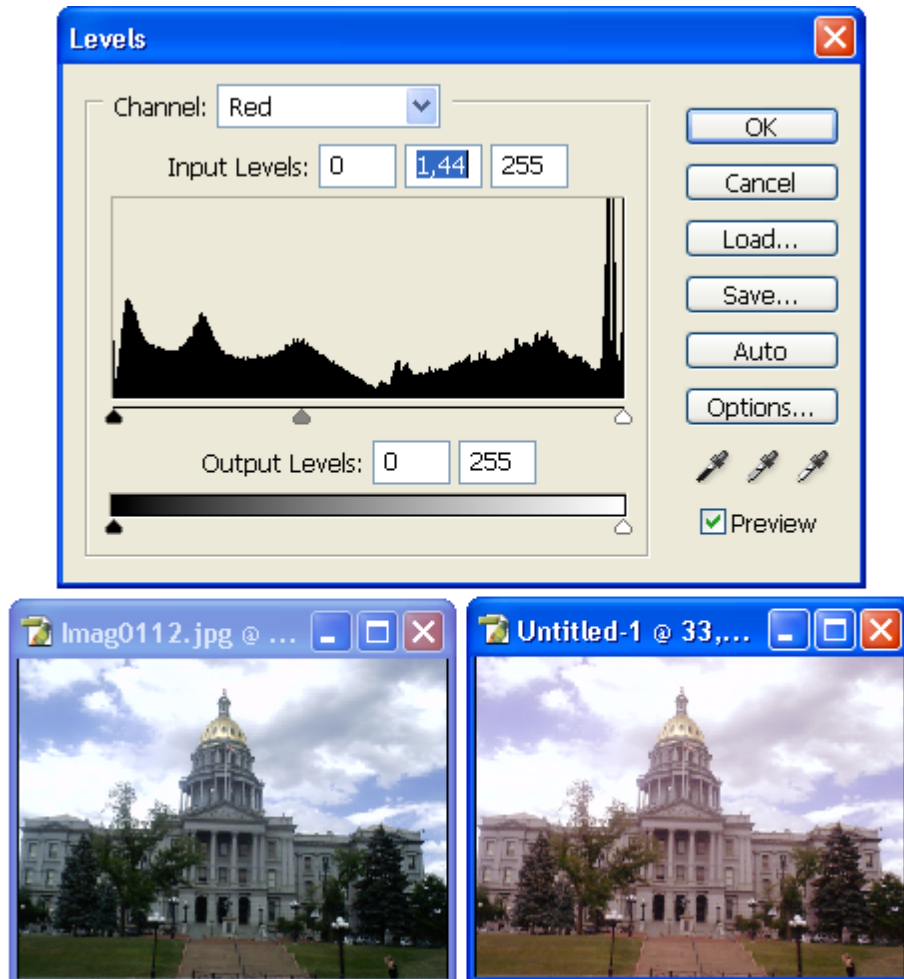 Levels
Channel: Red
OK
Input Levels: 0 1,44 255
Cancel
Load...
Save...
Auto
Options...
Output Levels: 0 255
Preview
Imag0112.jpg @ ...
Untitled-1 @ 33,...